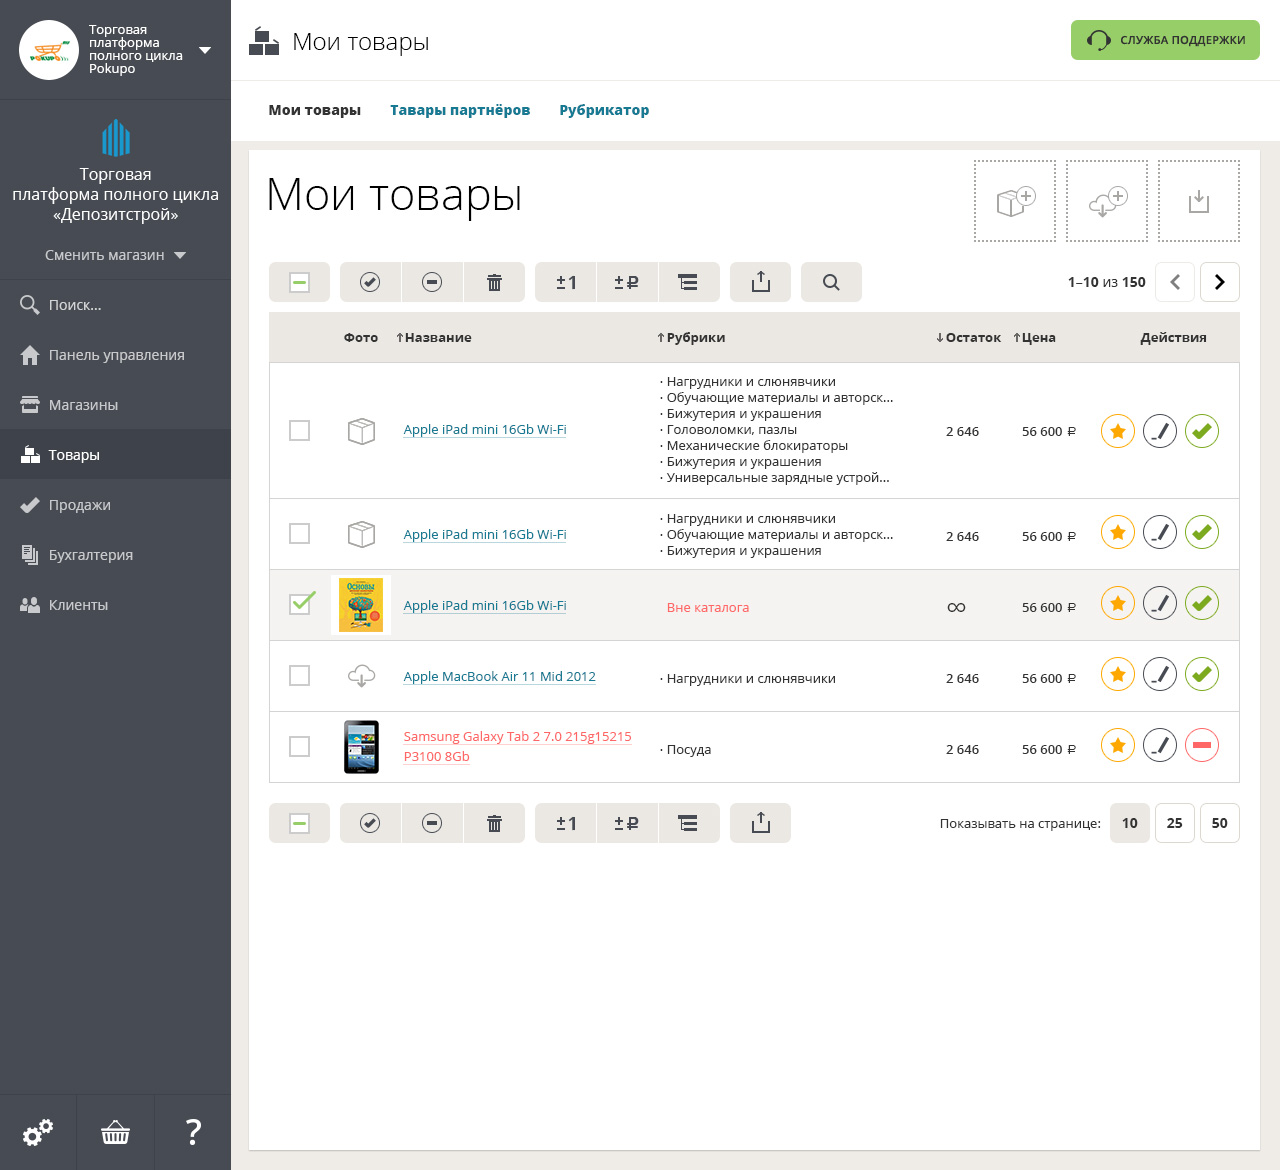 Торговая
платформа
полного цикла
Pokupo
POKUPO
Мои товары
СЛУЖБА ПОДДЕРЖКИ
Мои товары
Тавары партнёров
Рубрикатор
Торговая
платформа полного цикла
«Депозитстрой»
Сменить магазин
Поиск...
Панель управления
Магазины
Товары
Продажи
Бухгалтерия
Клиенты
?
Мои товары
±1
±₽
1–10 из 150
Фото
↑Название
↑Рубрики
↓Остаток
↑Цена
Действия
Apple iPad mini 16Gb Wi-Fi
· Нагрудники и слюнявчики
· Обучающие материалы и авторск...
· Бижутерия и украшения
· Головоломки, пазлы
· Механические блокираторы
· Бижутерия и украшения
· Универсальные зарядные устрой...
2 646
56 600 ₽
Apple iPad mini 16Gb Wi-Fi
· Нагрудники и слюнявчики
· Обучающие материалы и авторск...
· Бижутерия и украшения
2 646
56 600 ₽
Основы
Apple iPad mini 16Gb Wi-Fi
Вне каталога
∞
56 600 ₽
Apple MacBook Air 11 Mid 2012
· Нагрудники и слюнявчики
2 646
56 600 ₽
Samsung Galaxy Tab 2 7.0 215g15215
P3100 8Gb
· Посуда
2 646
56 600 ₽
±1
±₽
Показывать на странице:
10
25
50